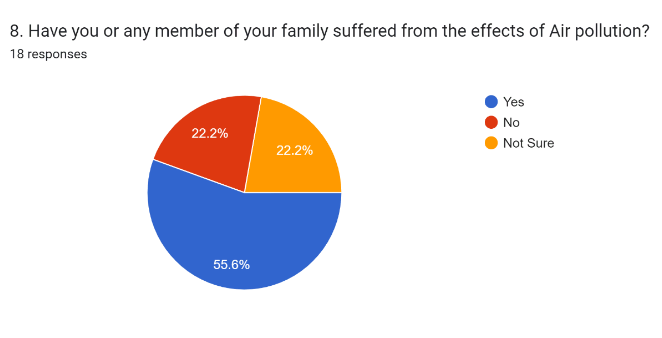 8. Have you or any member of your family suffered from the effects of Air pollution?
18 responses
Yes
No
Not Sure
22.2%
22.2%
55.6%